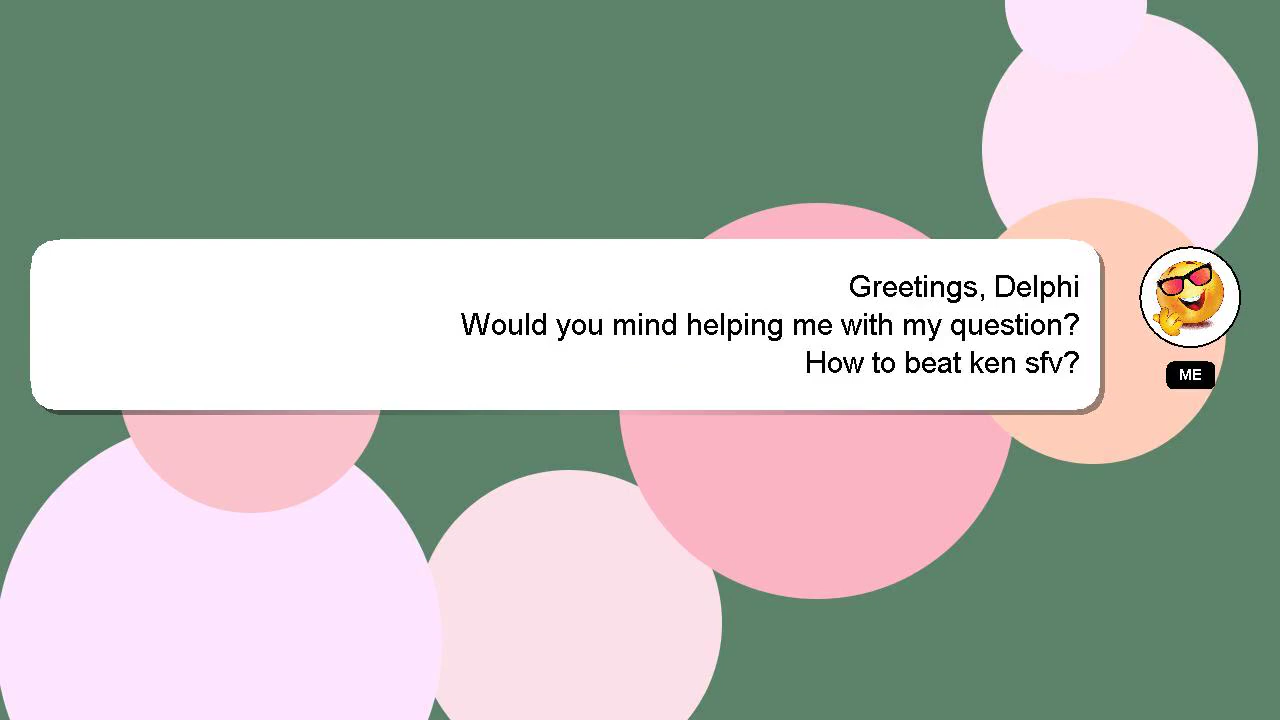 Greetings, Delphi
Would you mind helping me with my question?
How to beat ken sfv?
ME